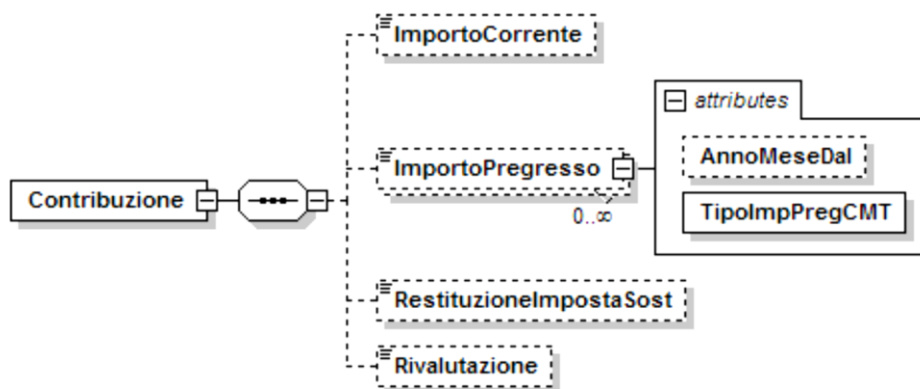 ImportoCorrente
attributes
AnnoMeseDal
ImportoPregresso
Contribuzione
TipoImpPregCMT
0..∞
RestituzioneImpostaSost
Rivalutazione